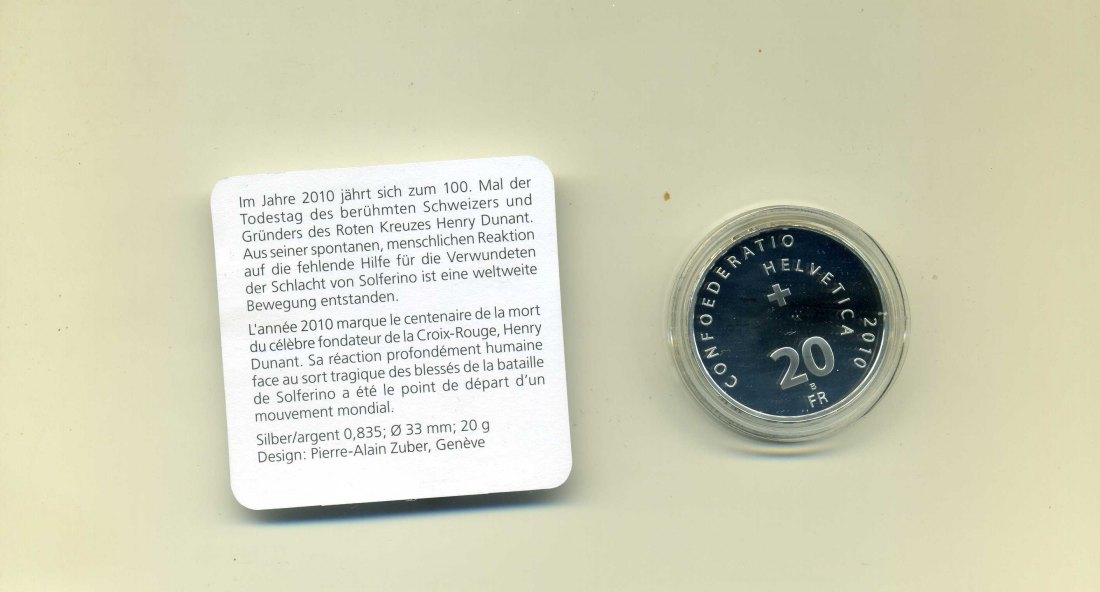 Im Jahre 2010 jährt sich zum 100. Mal der
Todestag des berühmten Schweizers und
Gründers des Roten Kreuzes Henry Dunant.
Aus seiner spontanen, menschlichen Reaktion
auf die fehlende Hilfe für die Verwundeten
der Schlacht von Solferino ist eine weltweite
Bewegung entstanden.
L'année 2010 marque le centenaire de la mort
du célèbre fondateur de la Croix-Rouge, Henry
Dunant. Sa réaction profondément humaine
face au sort tragique des blessés de la bataille
de Solferino a été le point de départ d'un
mouvement mondial.
Silber/argent 0,835; Ø 33 mm; 20 g
Design: Pierre-Alain Zuber, Genève
CONFOEDERATIO
HELVETICA
2010
20
B
FR